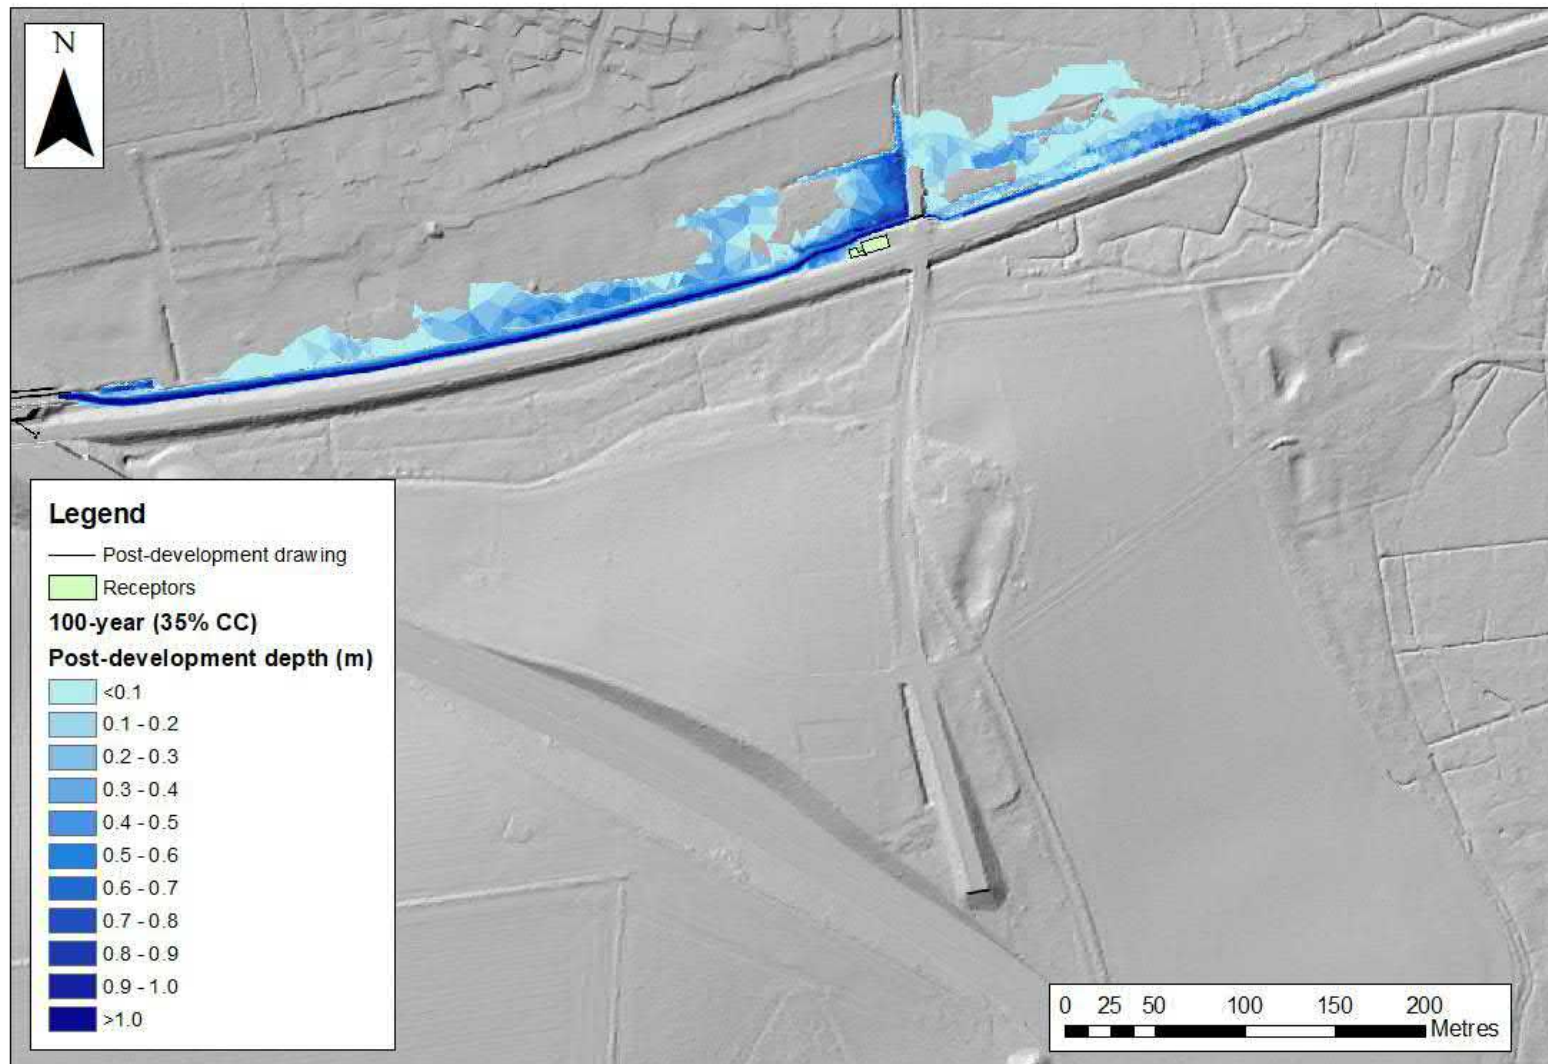 N
Legend
Post-development drawing
Receptors
100-year (35% CC)
Post-development depth (m)
<0.1
0.1 - 0.2
0.2 - 0.3
0.3 - 0.4
0.4 - 0.5
0.5 - 0.6
0.6 - 0.7
0.7 - 0.8
0.8 - 0.9
0.9 - 1.0
>1.0
0 25 50 100 150 200
Metres